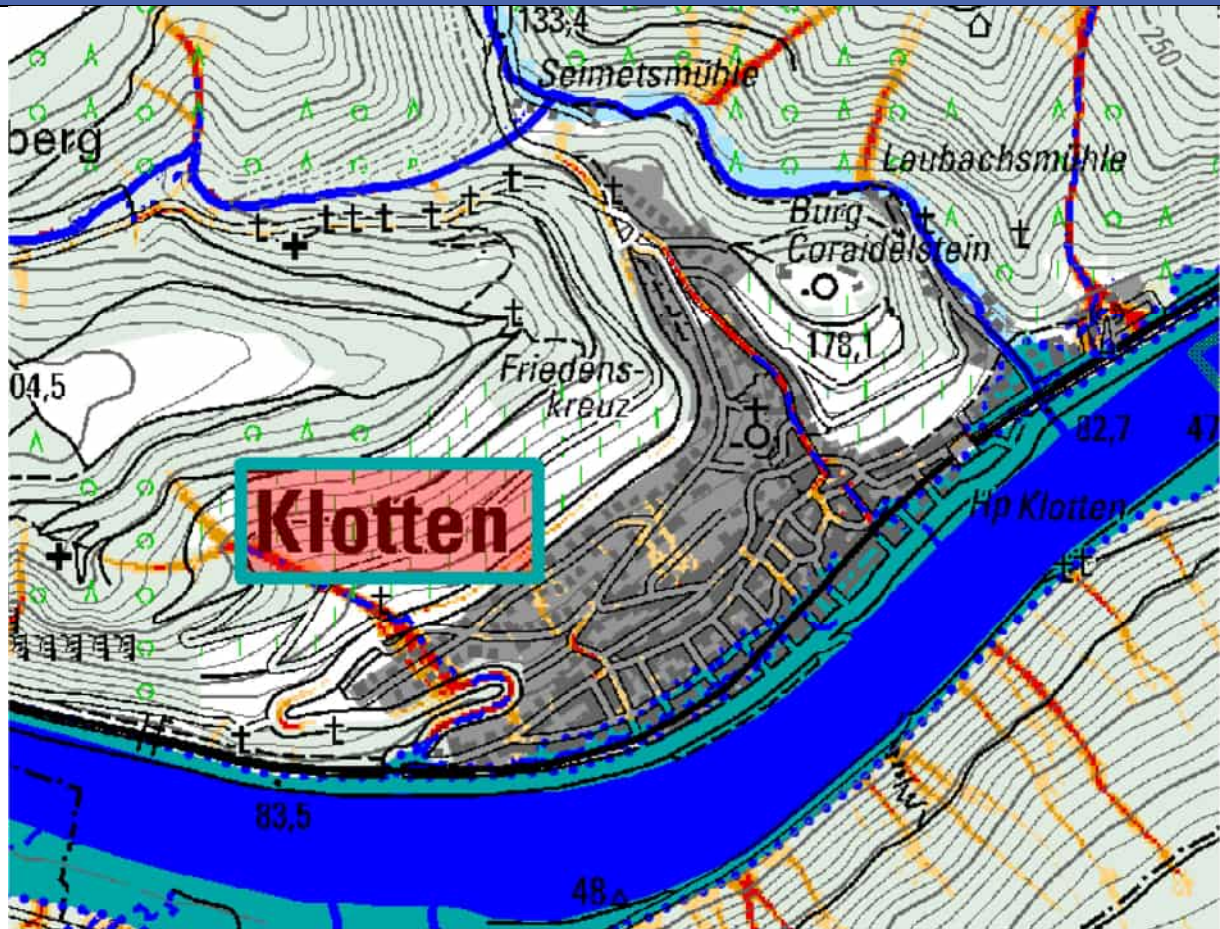 133,4
250
Seimetsmühle
berg
Laubachsmühle
Burg
Coraidelstein
178,1
Friedens-
kreuz
04,5
82,7
47
Klotten
Hp Klotten
83,5
48